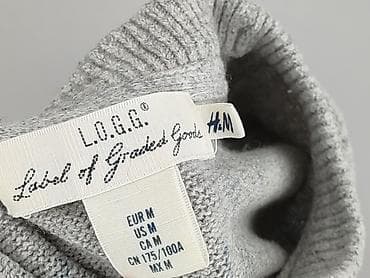 L.O.G.G.®
Label of Graded Goods
H&M
EUR M
US M
CA M
CN 175/100A
MX M